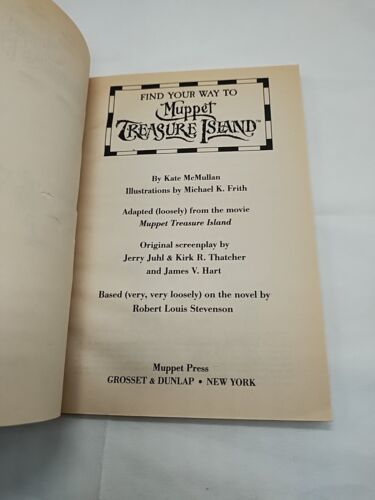 FIND YOUR WAY TO
Muppet
TREASURE ISLAND™
By Kate McMullan
Illustrations by Michael K. Frith
Adapted (loosely) from the movie
Muppet Treasure Island
Original screenplay by
Jerry Juhl & Kirk R. Thatcher
and James V. Hart
Based (very, very loosely) on the novel by
Robert Louis Stevenson
Muppet Press
GROSSET & DUNLAP • NEW YORK